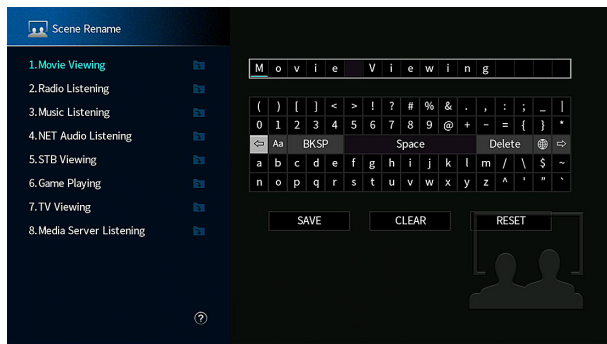 Scene Rename
1.Movie Viewing
2.Radio Listening
3.Music Listening
4.NET Audio Listening
5.STB Viewing
6.Game Playing
7.TV Viewing
8.Media Server Listening
Movie Viewing
( ) [ ] < > ! ? # % & . , : ; _ |
0 1 2 3 4 5 6 7 8 9 @ + - = { } *
⇦ Aa BKSP Space Delete ⇨
a b c d e f g h i j k l m / \ $ ~
n o p q r s t u v w x y z ^ ' " `
SAVE CLEAR RESET
?